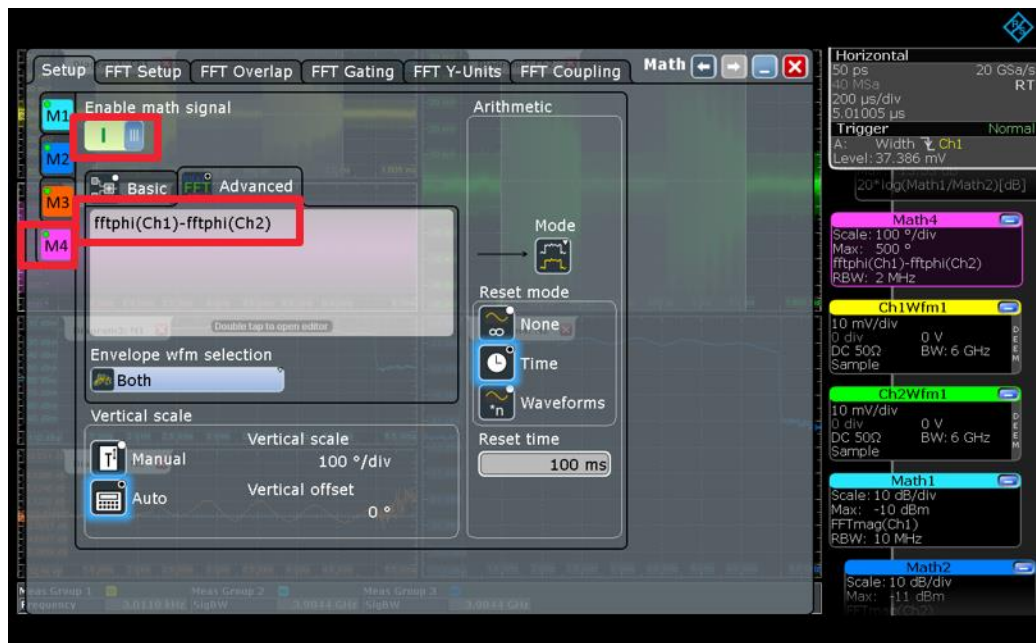 Setup
FFT Setup
FFT Overlap
FFT Gating
FFT Y-Units
FFT Coupling
Math
M1
M2
M3
M4
Enable math signal
Basic
FFT
Advanced
fftphi(Ch1)-fftphi(Ch2)
Double tap to open editor
Envelope wfm selection
Both
Vertical scale
Manual
Auto
Vertical scale
100 °/div
Vertical offset
0 °
Arithmetic
Mode
Reset mode
None
Time
*n
Waveforms
Reset time
100 ms
Meas Group 1
Meas Group 2
Meas Group 3
Frequency
SigBW
SigBW
R&S
Horizontal
50 ps
20 GSa/s
40 MSa
RT
200 µs/div
5.01005 µs
Trigger
Normal
A: Width Ch1
Level: 37.386 mV
20*log(Math1/Math2)[dB]
Math4
Scale: 100 °/div
Max: 500 °
fftphi(Ch1)-fftphi(Ch2)
RBW: 2 MHz
Ch1Wfm1
10 mV/div
0 div
0 V
DC 50Ω
BW: 6 GHz
Sample
Ch2Wfm1
10 mV/div
0 div
0 V
DC 50Ω
BW: 6 GHz
Sample
Math1
Scale: 10 dB/div
Max: -10 dBm
FFTmag(Ch1)
RBW: 10 MHz
Math2
Scale: 10 dB/div
Max: -11 dBm
FFTmag(Ch2)